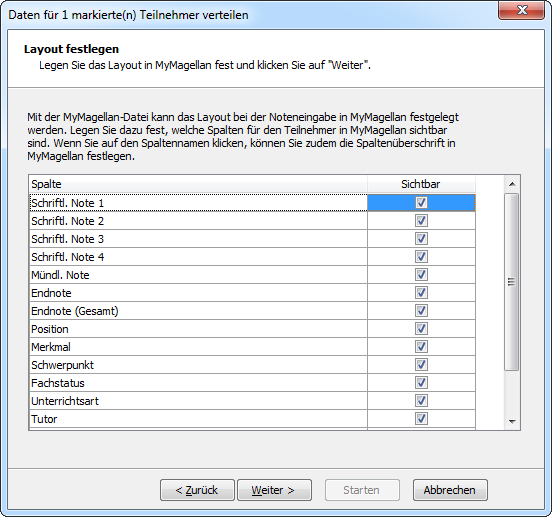 Daten für 1 markierte(n) Teilnehmer verteilen
Layout festlegen
Legen Sie das Layout in MyMagellan fest und klicken Sie auf "Weiter".
Mit der MyMagellan-Datei kann das Layout bei der Noteneingabe in MyMagellan festgelegt
werden. Legen Sie dazu fest, welche Spalten für den Teilnehmer in MyMagellan sichtbar
sind. Wenn Sie auf den Spaltennamen klicken, können Sie zudem die Spaltenüberschrift in
MyMagellan festlegen.
Spalte Sichtbar
Schriftl. Note 1
Schriftl. Note 2
Schriftl. Note 3
Schriftl. Note 4
Mündl. Note
Endnote
Endnote (Gesamt)
Position
Merkmal
Schwerpunkt
Fachstatus
Unterrichtsart
Tutor
< Zurück Weiter > Starten Abbrechen